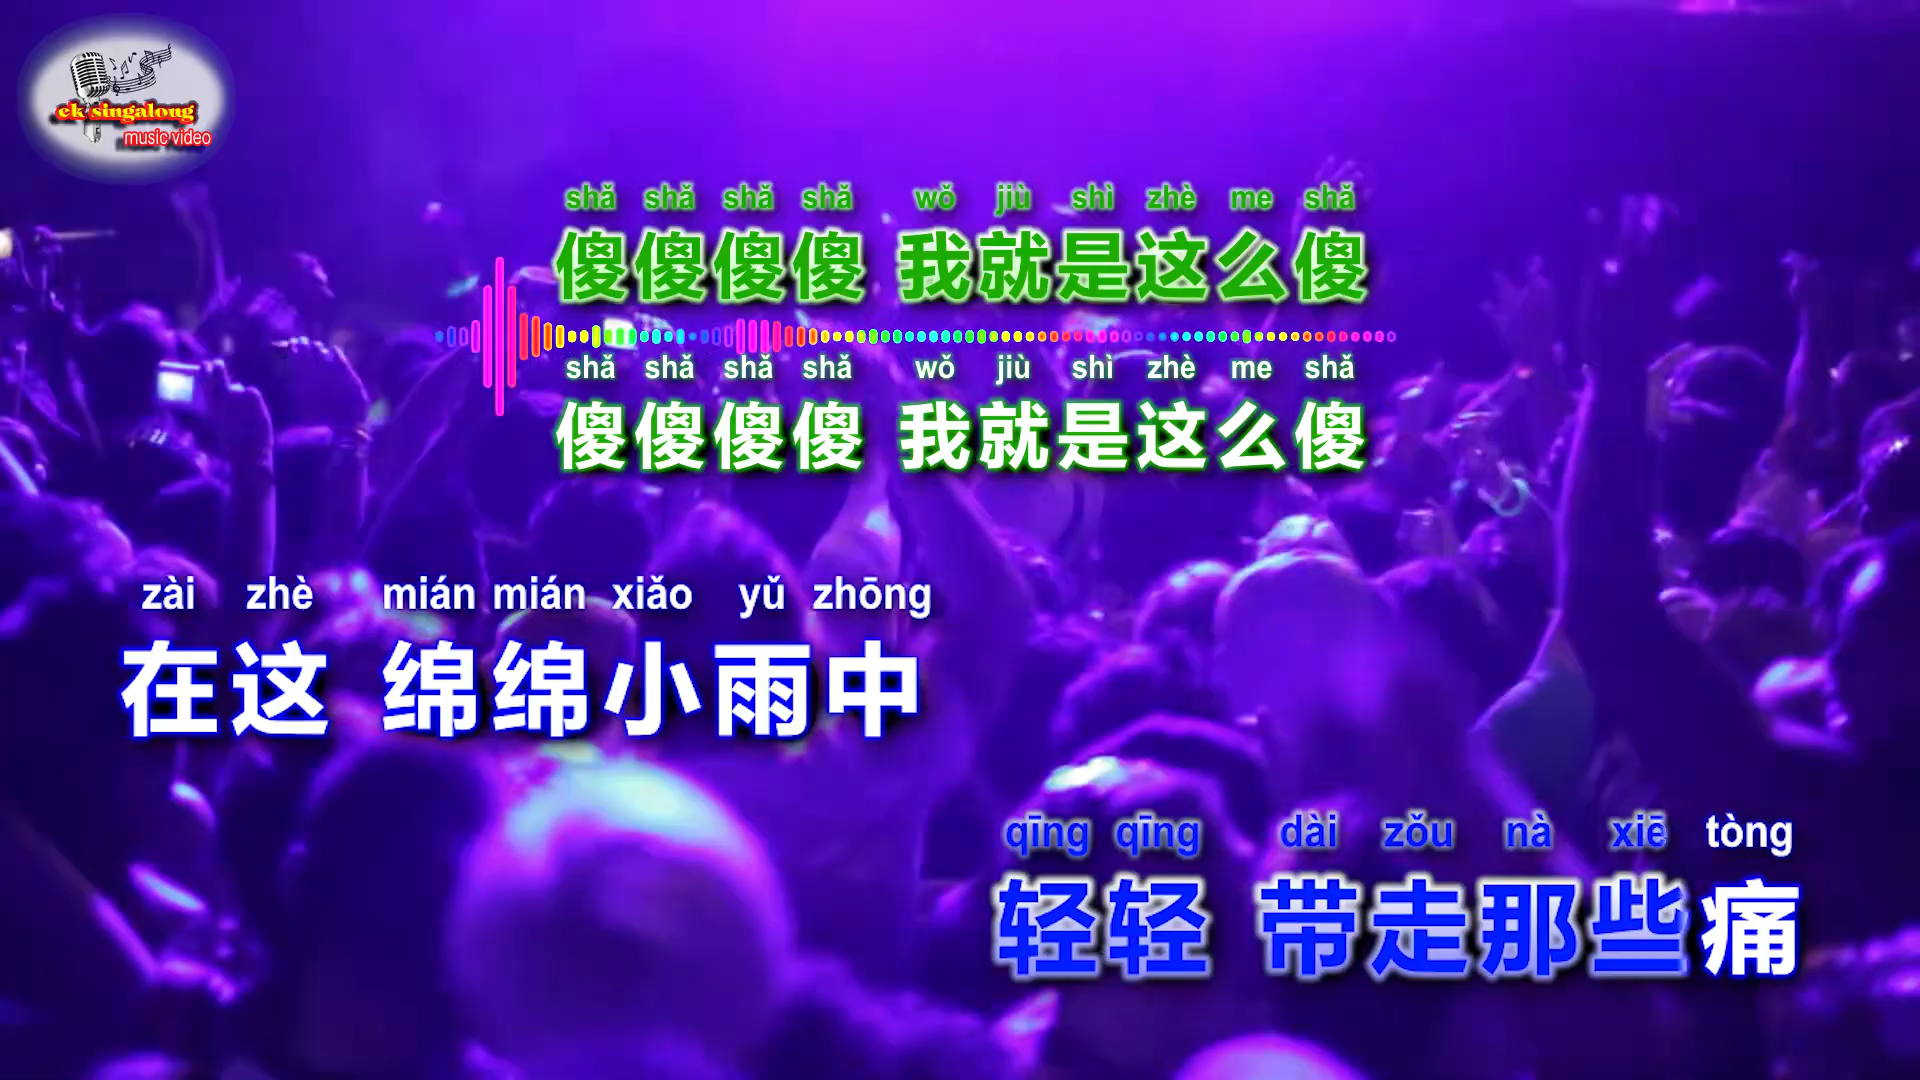 ek singalong
music video
shǎ shǎ shǎ shǎ wǒ jiù shì zhè me shǎ
傻傻傻傻 我就是这么傻
shǎ shǎ shǎ shǎ wǒ jiù shì zhè me shǎ
傻傻傻傻 我就是这么傻
zài zhè mián mián xiǎo yǔ zhōng
在这 绵绵小雨中
qīng qīng dài zǒu nà xiē tòng
轻轻 带走那些痛